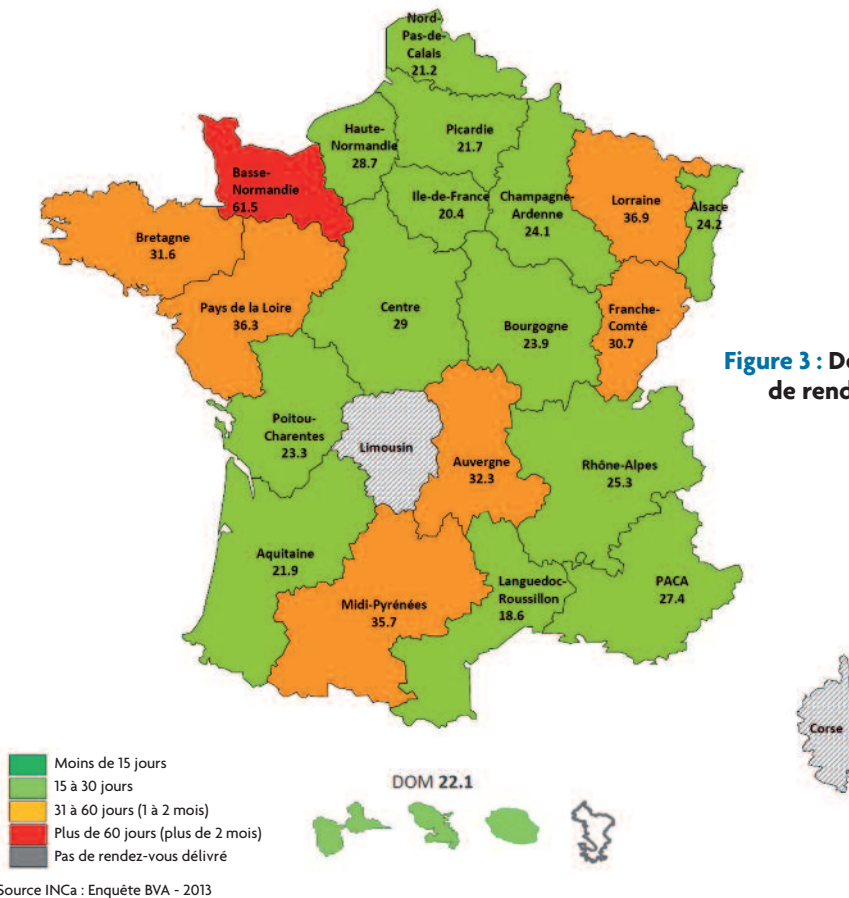 Nord-
Pas-de-
Calais
21.2
Haute-
Normandie
28.7
Picardie
21.7
Basse-
Normandie
61.5
Ile-de-France
20.4
Champagne-
Ardenne
24.1
Lorraine
36.9
Alsace
24.2
Bretagne
31.6
Pays de la Loire
36.3
Centre
29
Bourgogne
23.9
Franche-
Comté
30.7
Figure 3 :
de
Poitou-
Charentes
23.3
Limousin
Auvergne
32.3
Rhône-Alpes
25.3
Aquitaine
21.9
Midi-Pyrénées
35.7
Languedoc-
Roussillon
18.6
PACA
27.4
Corse
Moins de 15 jours
15 à 30 jours
31 à 60 jours (1 à 2 mois)
Plus de 60 jours (plus de 2 mois)
Pas de rendez-vous délivré
DOM 22.1
Source INCa : Enquête BVA - 2013